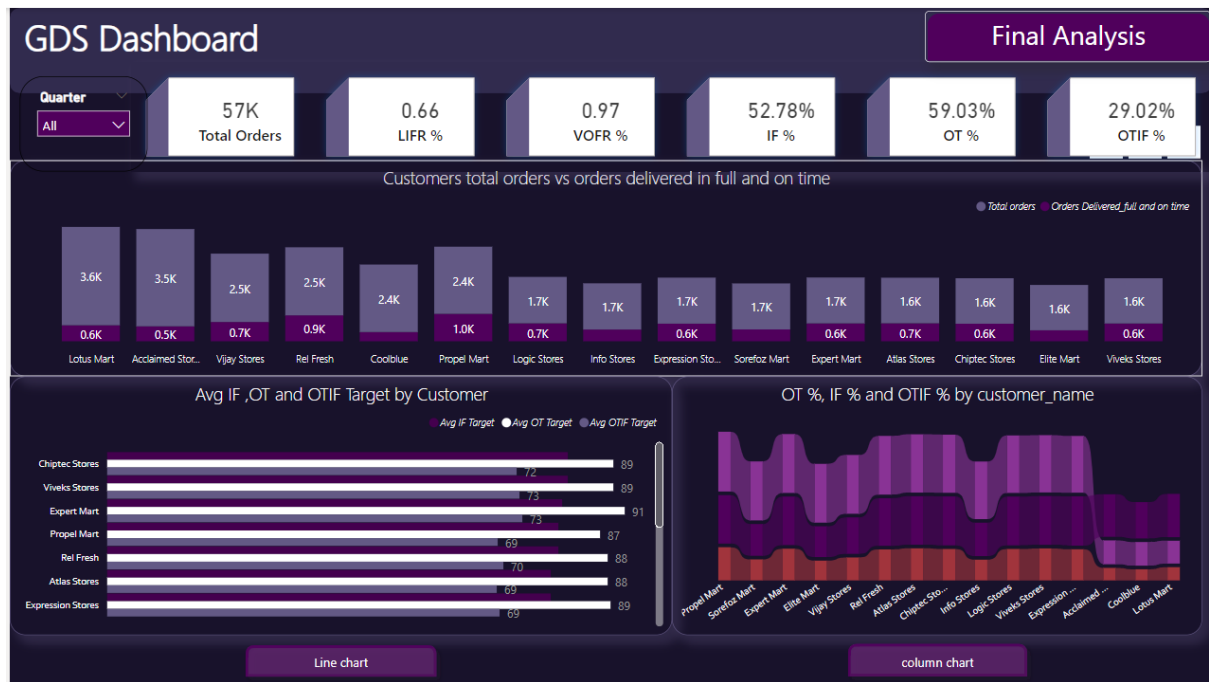 GDS Dashboard
Final Analysis
Quarter
All
57K
Total Orders
0.66
LIFR %
0.97
VOFR %
52.78%
IF %
59.03%
OT %
29.02%
OTIF %
Customers total orders vs orders delivered in full and on time
Total orders Orders Delivered_full and on time
3.6K 3.5K 2.5K 2.5K 2.4K 2.4K 1.7K 1.7K 1.7K 1.7K 1.7K 1.6K 1.6K 1.6K 1.6K
0.6K 0.5K 0.7K 0.9K 1.0K 0.7K 0.6K 0.6K 0.7K 0.6K 0.6K
Lotus Mart Acclaimed Stor... Vijay Stores Rel Fresh Coolblue Propel Mart Logic Stores Info Stores Expression Sto... Sorefoz Mart Expert Mart Atlas Stores Chiptec Stores Elite Mart Viveks Stores
Avg IF ,OT and OTIF Target by Customer
Avg IF Target Avg OT Target Avg OTIF Target
Chiptec Stores 89
72
Viveks Stores 89
73
Expert Mart 91
73
Propel Mart 87
69
Rel Fresh 88
70
Atlas Stores 88
69
Expression Stores 89
69
OT %, IF % and OTIF % by customer_name
Propel Mart Sorefoz Mart Expert Mart Elite Mart Vijay Stores Rel Fresh Atlas Stores Chiptec Sto... Info Stores Logic Stores Viveks Stores Expression ... Acclaimed ... Coolblue Lotus Mart
Line chart
column chart